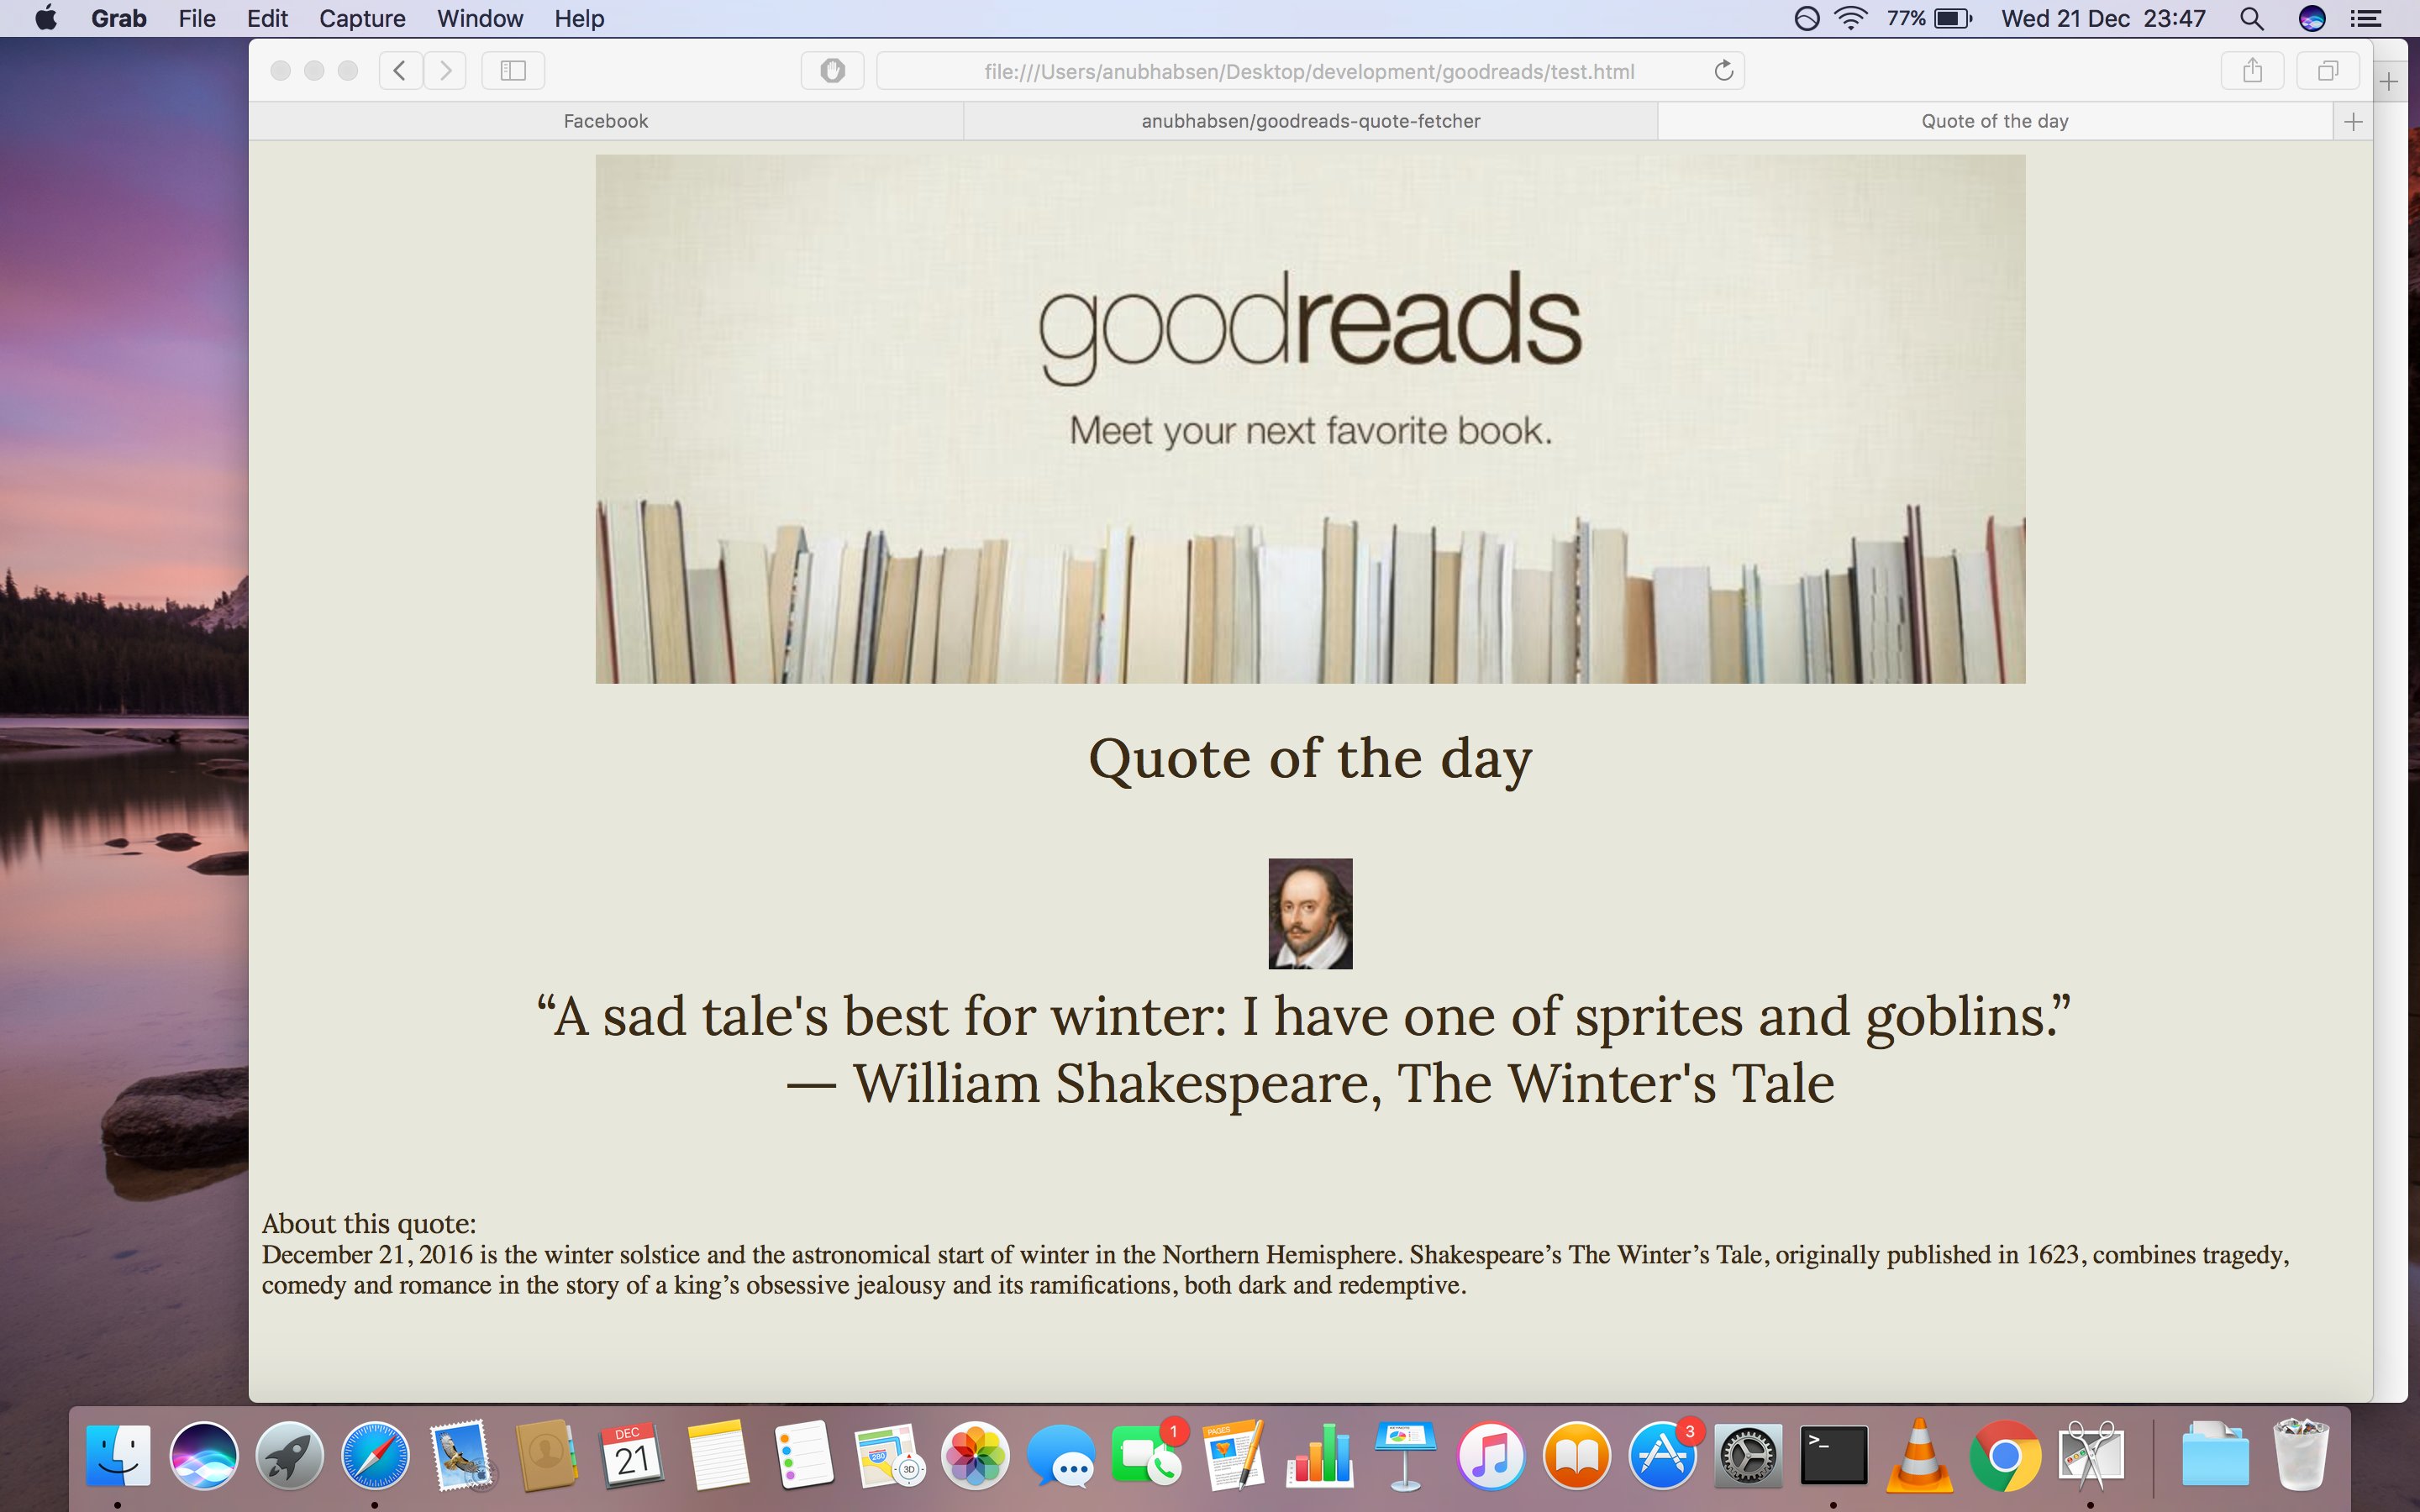 Grab File Edit Capture Window Help 77% Wed 21 Dec 23:47
file:///Users/anubhabsen/Desktop/development/goodreads/test.html
Facebook anubhabsen/goodreads-quote-fetcher Quote of the day
goodreads
Meet your next favorite book.
Quote of the day
“A sad tale's best for winter: I have one of sprites and goblins.”
— William Shakespeare, The Winter's Tale
About this quote:
December 21, 2016 is the winter solstice and the astronomical start of winter in the Northern Hemisphere. Shakespeare’s The Winter’s Tale, originally published in 1623, combines tragedy,
comedy and romance in the story of a king’s obsessive jealousy and its ramifications, both dark and redemptive.
DEC
21
3D
1
PAGES
3
>_